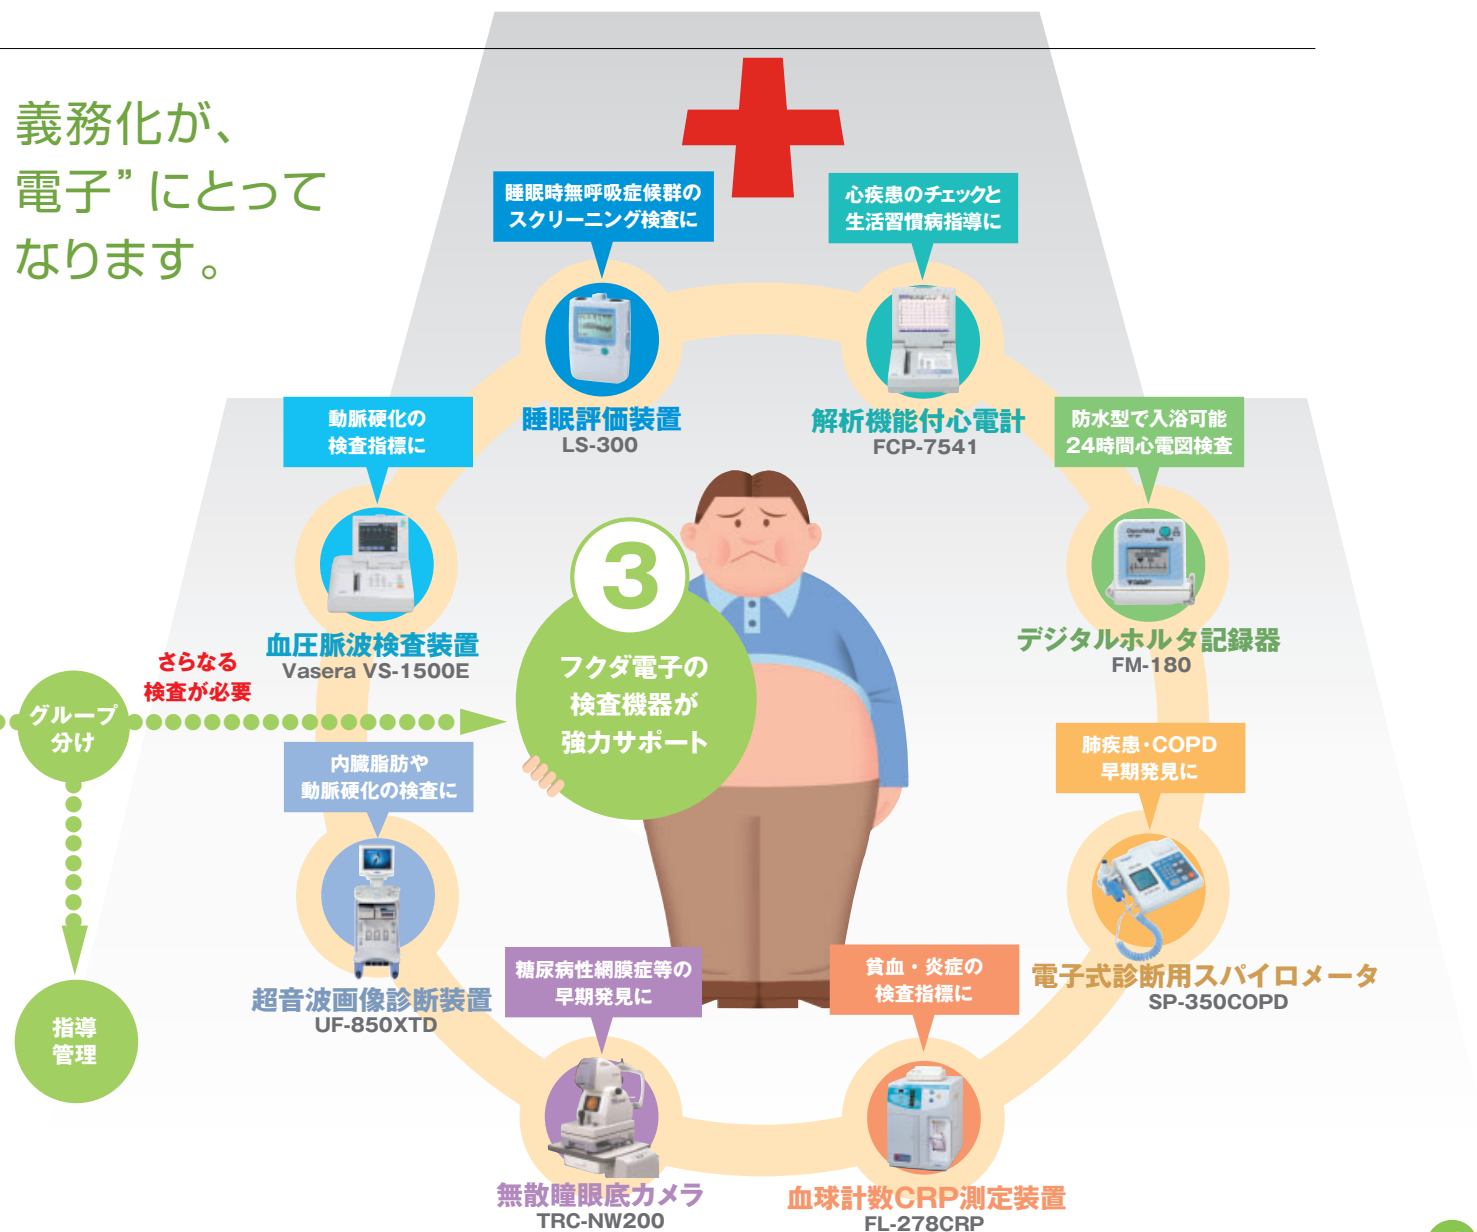 義務化が、
電子”にとって
なります。
睡眠時無呼吸症候群の
スクリーニング検査に
睡眠評価装置
LS-300
心疾患のチェックと
生活習慣病指導に
解析機能付心電計
FCP-7541
動脈硬化の
検査指標に
血圧脈波検査装置
Vasera VS-1500E
防水型で入浴可能
24時間心電図検査
デジタルホルタ記録器
FM-180
3
フクダ電子の
検査機器が
強力サポート
さらなる
検査が必要
グループ
分け
指導
管理
内臓脂肪や
動脈硬化の検査に
超音波画像診断装置
UF-850XTD
肺疾患・COPD
早期発見に
電子式診断用スパイロメータ
SP-350COPD
糖尿病性網膜症等の
早期発見に
無散瞳眼底カメラ
TRC-NW200
貧血・炎症の
検査指標に
血球計数CRP測定装置
FL-278CRP